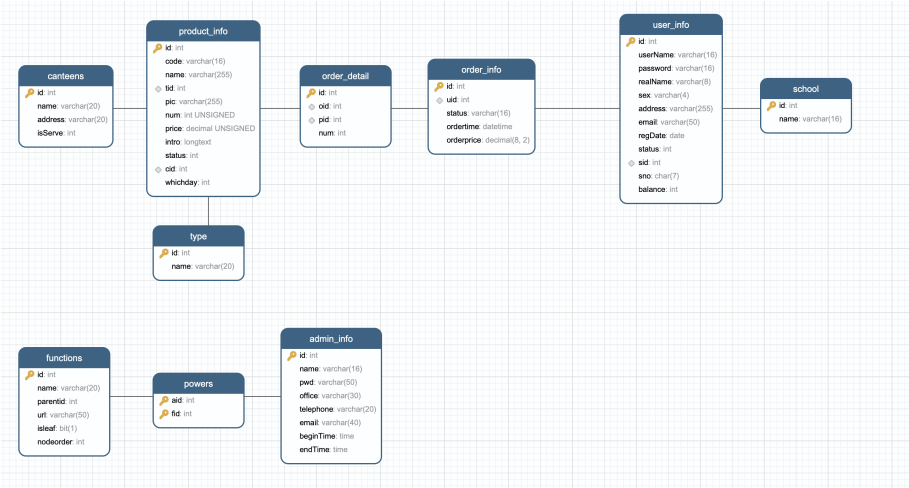 canteens
id: int
name: varchar(20)
address: varchar(20)
isServe: int
product_info
id: int
code: varchar(16)
name: varchar(255)
tid: int
pic: varchar(255)
num: int UNSIGNED
price: decimal UNSIGNED
intro: longtext
status: int
cid: int
whichday: int
order_detail
id: int
oid: int
pid: int
num: int
order_info
id: int
uid: int
status: varchar(16)
ordertime: datetime
orderprice: decimal(8, 2)
user_info
id: int
userName: varchar(16)
password: varchar(16)
realName: varchar(8)
sex: varchar(4)
address: varchar(255)
email: varchar(50)
regDate: date
status: int
sid: int
sno: char(7)
balance: int
school
id: int
name: varchar(16)
type
id: int
name: varchar(20)
functions
id: int
name: varchar(20)
parentid: int
url: varchar(50)
isleaf: bit(1)
nodeorder: int
powers
aid: int
fid: int
admin_info
id: int
name: varchar(16)
pwd: varchar(50)
office: varchar(30)
telephone: varchar(20)
email: varchar(40)
beginTime: time
endTime: time